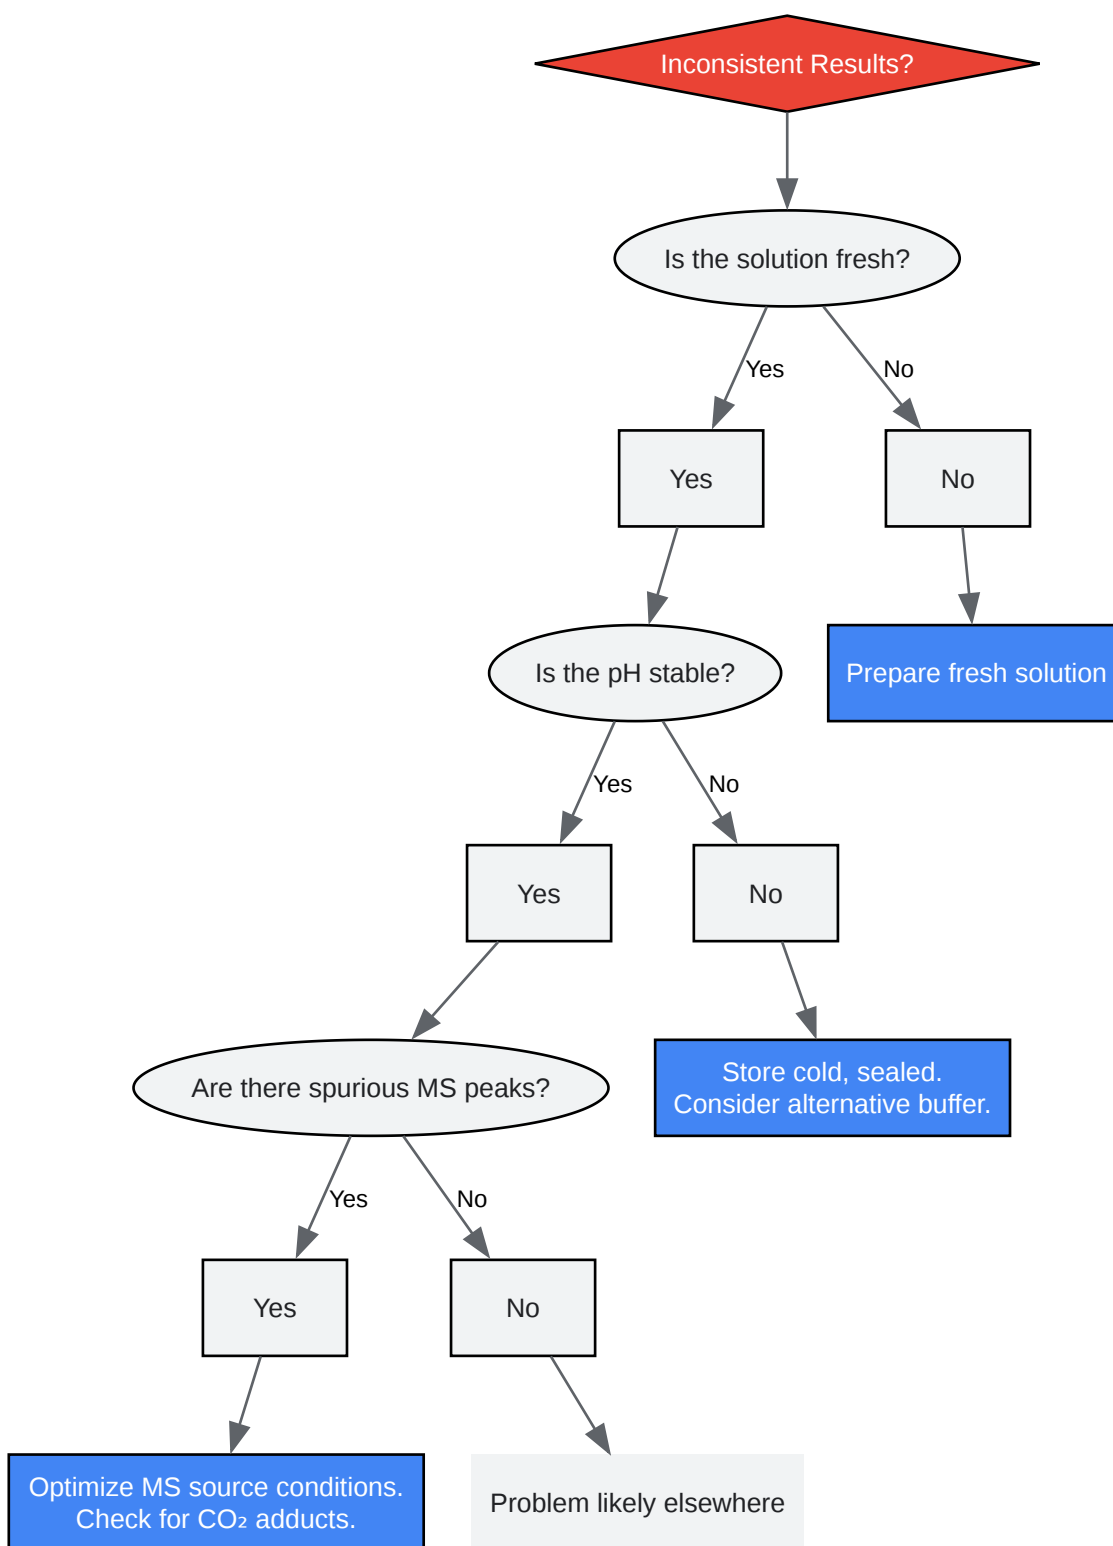 Inconsistent Results?
Is the solution fresh?
Yes
No
Yes
No
Is the pH stable?
Prepare fresh solution
Yes
No
Yes
No
Are there spurious MS peaks?
Store cold, sealed.
Consider alternative buffer.
Yes
No
Yes
No
Optimize MS source conditions.
Check for CO₂ adducts.
Problem likely elsewhere